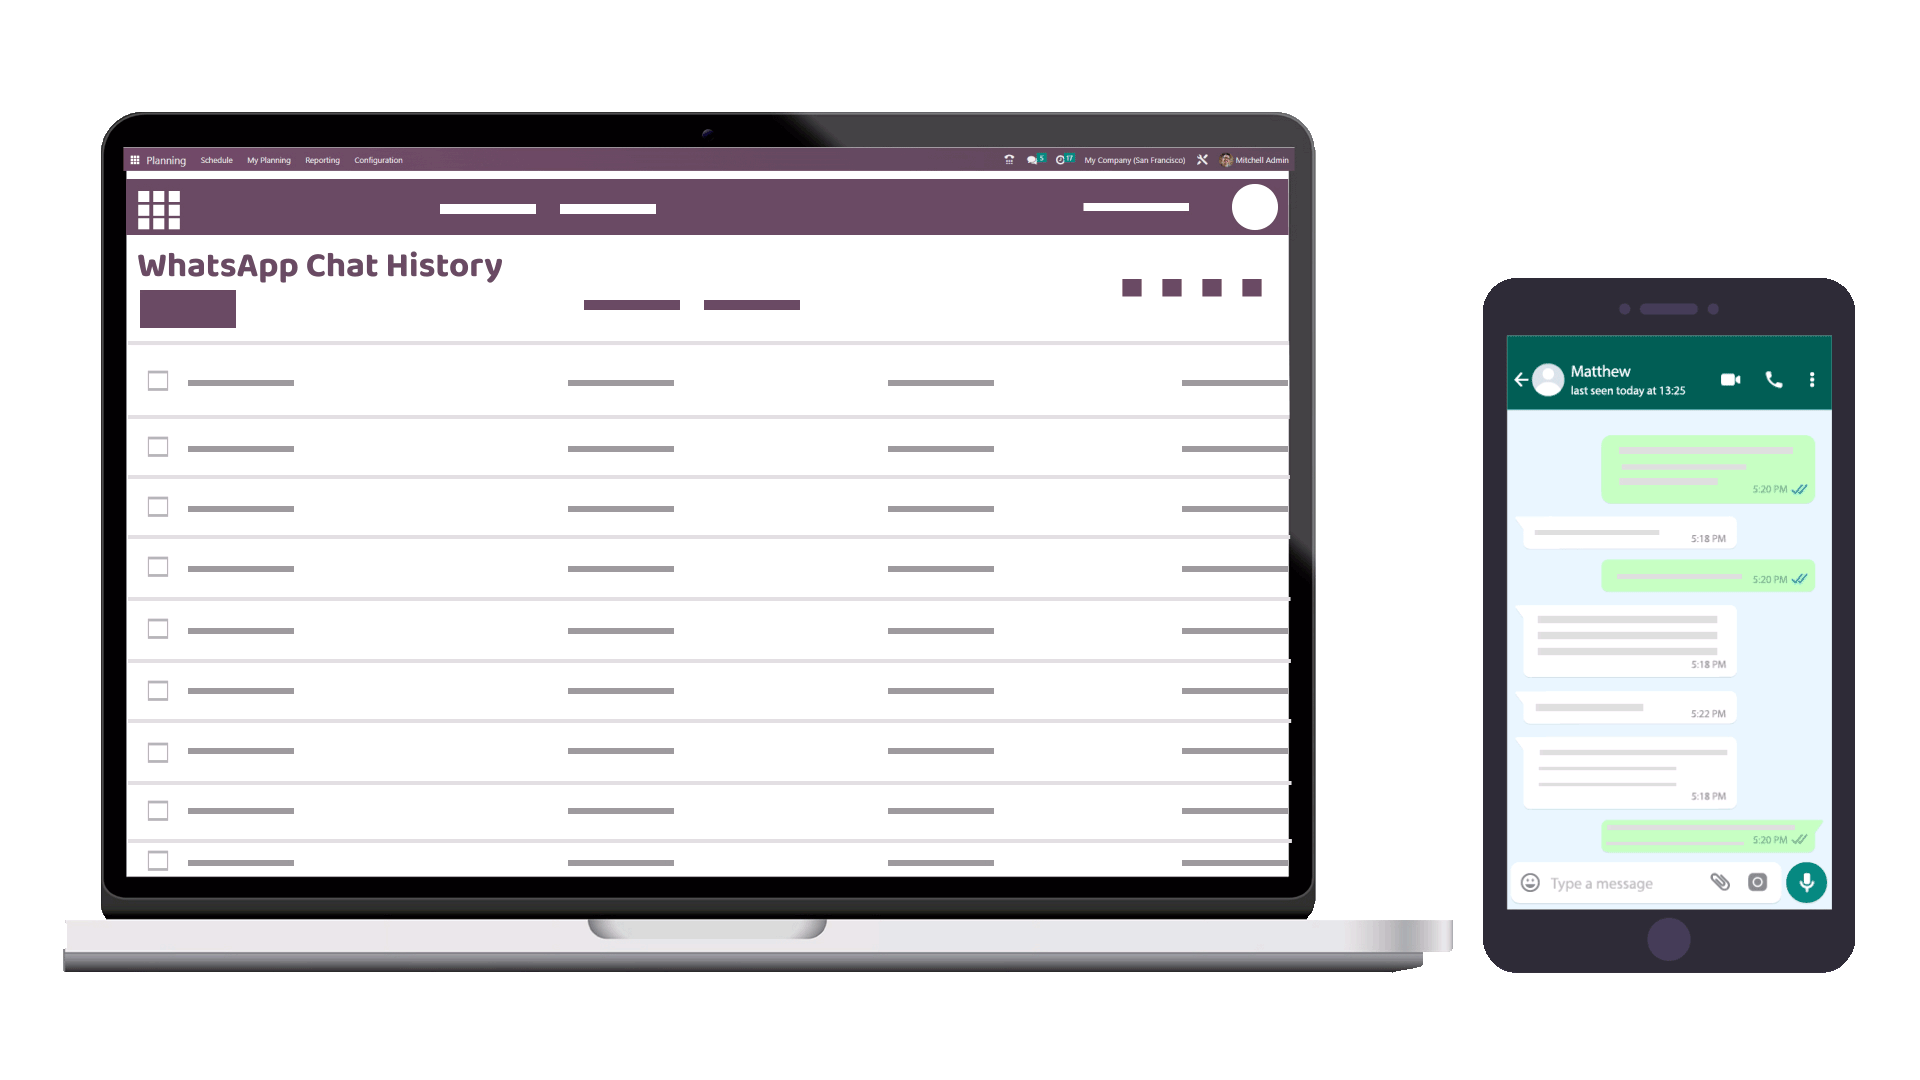 Planning Schedule My Planning Reporting Configuration 5 17 My Company (San Francisco) Mitchell Admin
WhatsApp Chat History
Matthew
last seen today at 13:25
5:20 PM
5:18 PM
5:20 PM
5:18 PM
5:22 PM
5:18 PM
5:20 PM
Type a message